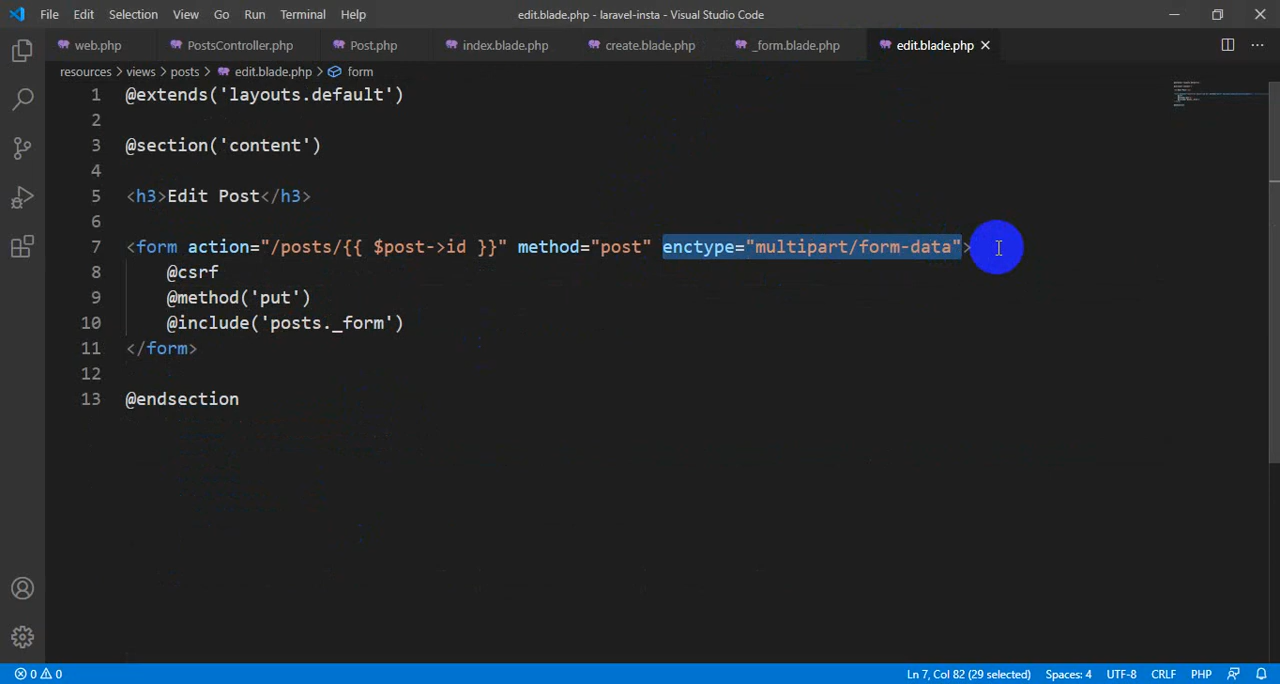 File Edit Selection View Go Run Terminal Help edit.blade.php - laravel-insta - Visual Studio Code
web.php PostsController.php Post.php index.blade.php create.blade.php _form.blade.php edit.blade.php
resources > views > posts > edit.blade.php > form
1 @extends('layouts.default')
2
3 @section('content')
4
5 <h3>Edit Post</h3>
6
7 <form action="/posts/{{ $post->id }}" method="post" enctype="multipart/form-data">
8 @csrf
9 @method('put')
10 @include('posts._form')
11 </form>
12
13 @endsection
0 0 Ln 7, Col 82 (29 selected) Spaces: 4 UTF-8 CRLF PHP